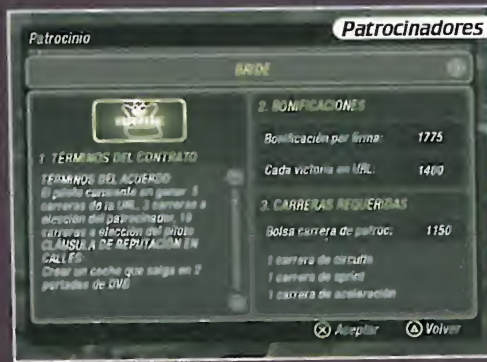 Patrocinio
Patrocinadores
BRIDE
1. TÉRMINOS DEL CONTRATO
TÉRMINOS DEL ACUERDO
El piloto consiente en ganar 5
carreras de la URL, 3 carreras a
elección del patrocinador, 10
carreras a elección del piloto
CLÁUSULA DE REPUTACIÓN EN
CALLES:
Crear un coche que salga en 2
portadas de DVD
2. BONIFICACIONES
Bonificación por firma: 1775
Cada victoria en URL: 1400
3. CARRERAS REQUERIDAS
Bolsa carrera de patroc: 1150
1 carrera de circuito
1 carrera de sprint
1 carrera de aceleración
Aceptar
Volver